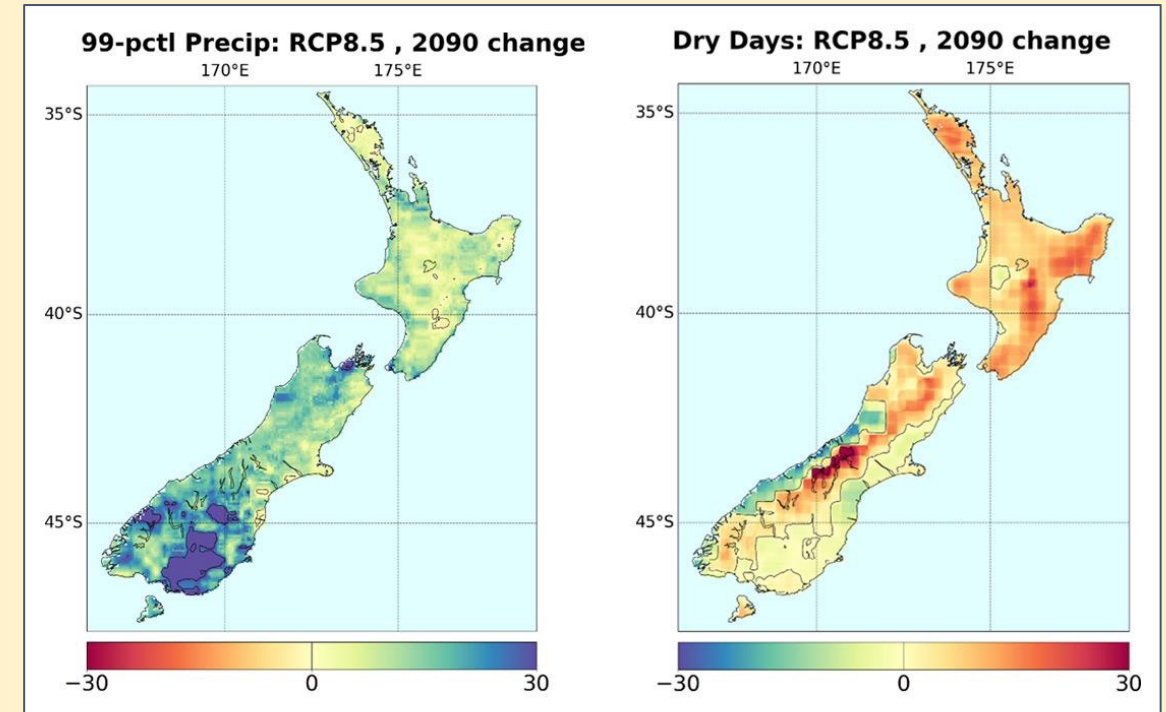 99-pctl Precip: RCP8.5 , 2090 change
170°E 175°E
35°S
40°S
45°S
−30 0 30
Dry Days: RCP8.5 , 2090 change
170°E 175°E
35°S
40°S
45°S
−30 0 30